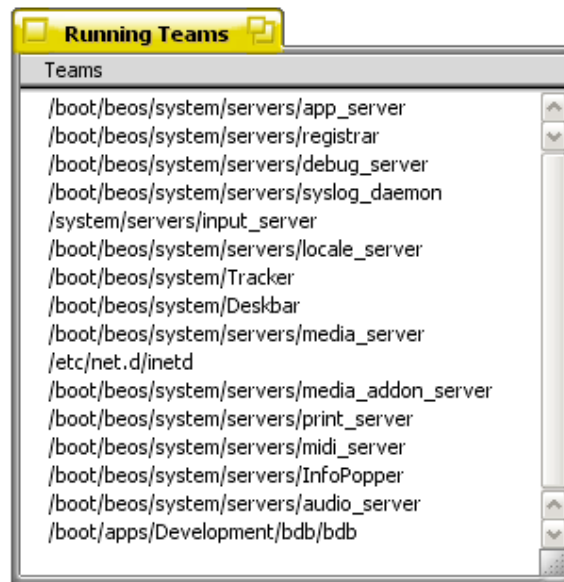 Running Teams
Teams
/boot/beos/system/servers/app_server
/boot/beos/system/servers/registrar
/boot/beos/system/servers/debug_server
/boot/beos/system/servers/syslog_daemon
/system/servers/input_server
/boot/beos/system/servers/locale_server
/boot/beos/system/Tracker
/boot/beos/system/Deskbar
/boot/beos/system/servers/media_server
/etc/net.d/inetd
/boot/beos/system/servers/media_addon_server
/boot/beos/system/servers/print_server
/boot/beos/system/servers/midi_server
/boot/beos/system/servers/InfoPopper
/boot/beos/system/servers/audio_server
/boot/apps/Development/bdb/bdb